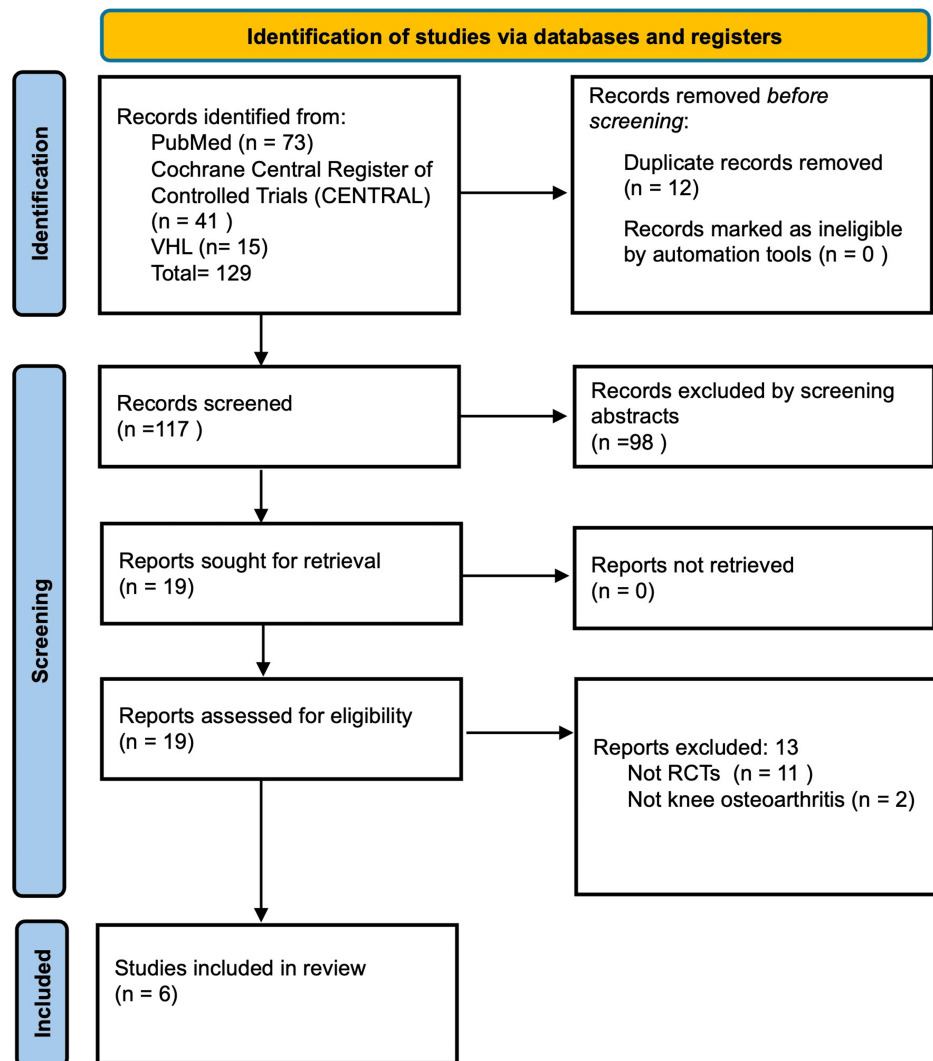 Identification of studies via databases and registers
Identification
Records identified from:
PubMed (n = 73)
Cochrane Central Register of
Controlled Trials (CENTRAL)
(n = 41 )
VHL (n= 15)
Total= 129
Records removed before
screening:
Duplicate records removed
(n = 12)
Records marked as ineligible
by automation tools (n = 0 )
Screening
Records screened
(n =117 )
Records excluded by screening
abstracts
(n =98 )
Reports sought for retrieval
(n = 19)
Reports not retrieved
(n = 0)
Reports assessed for eligibility
(n = 19)
Reports excluded: 13
Not RCTs  (n = 11 )
Not knee osteoarthritis (n = 2)
Included
Studies included in review
(n = 6)